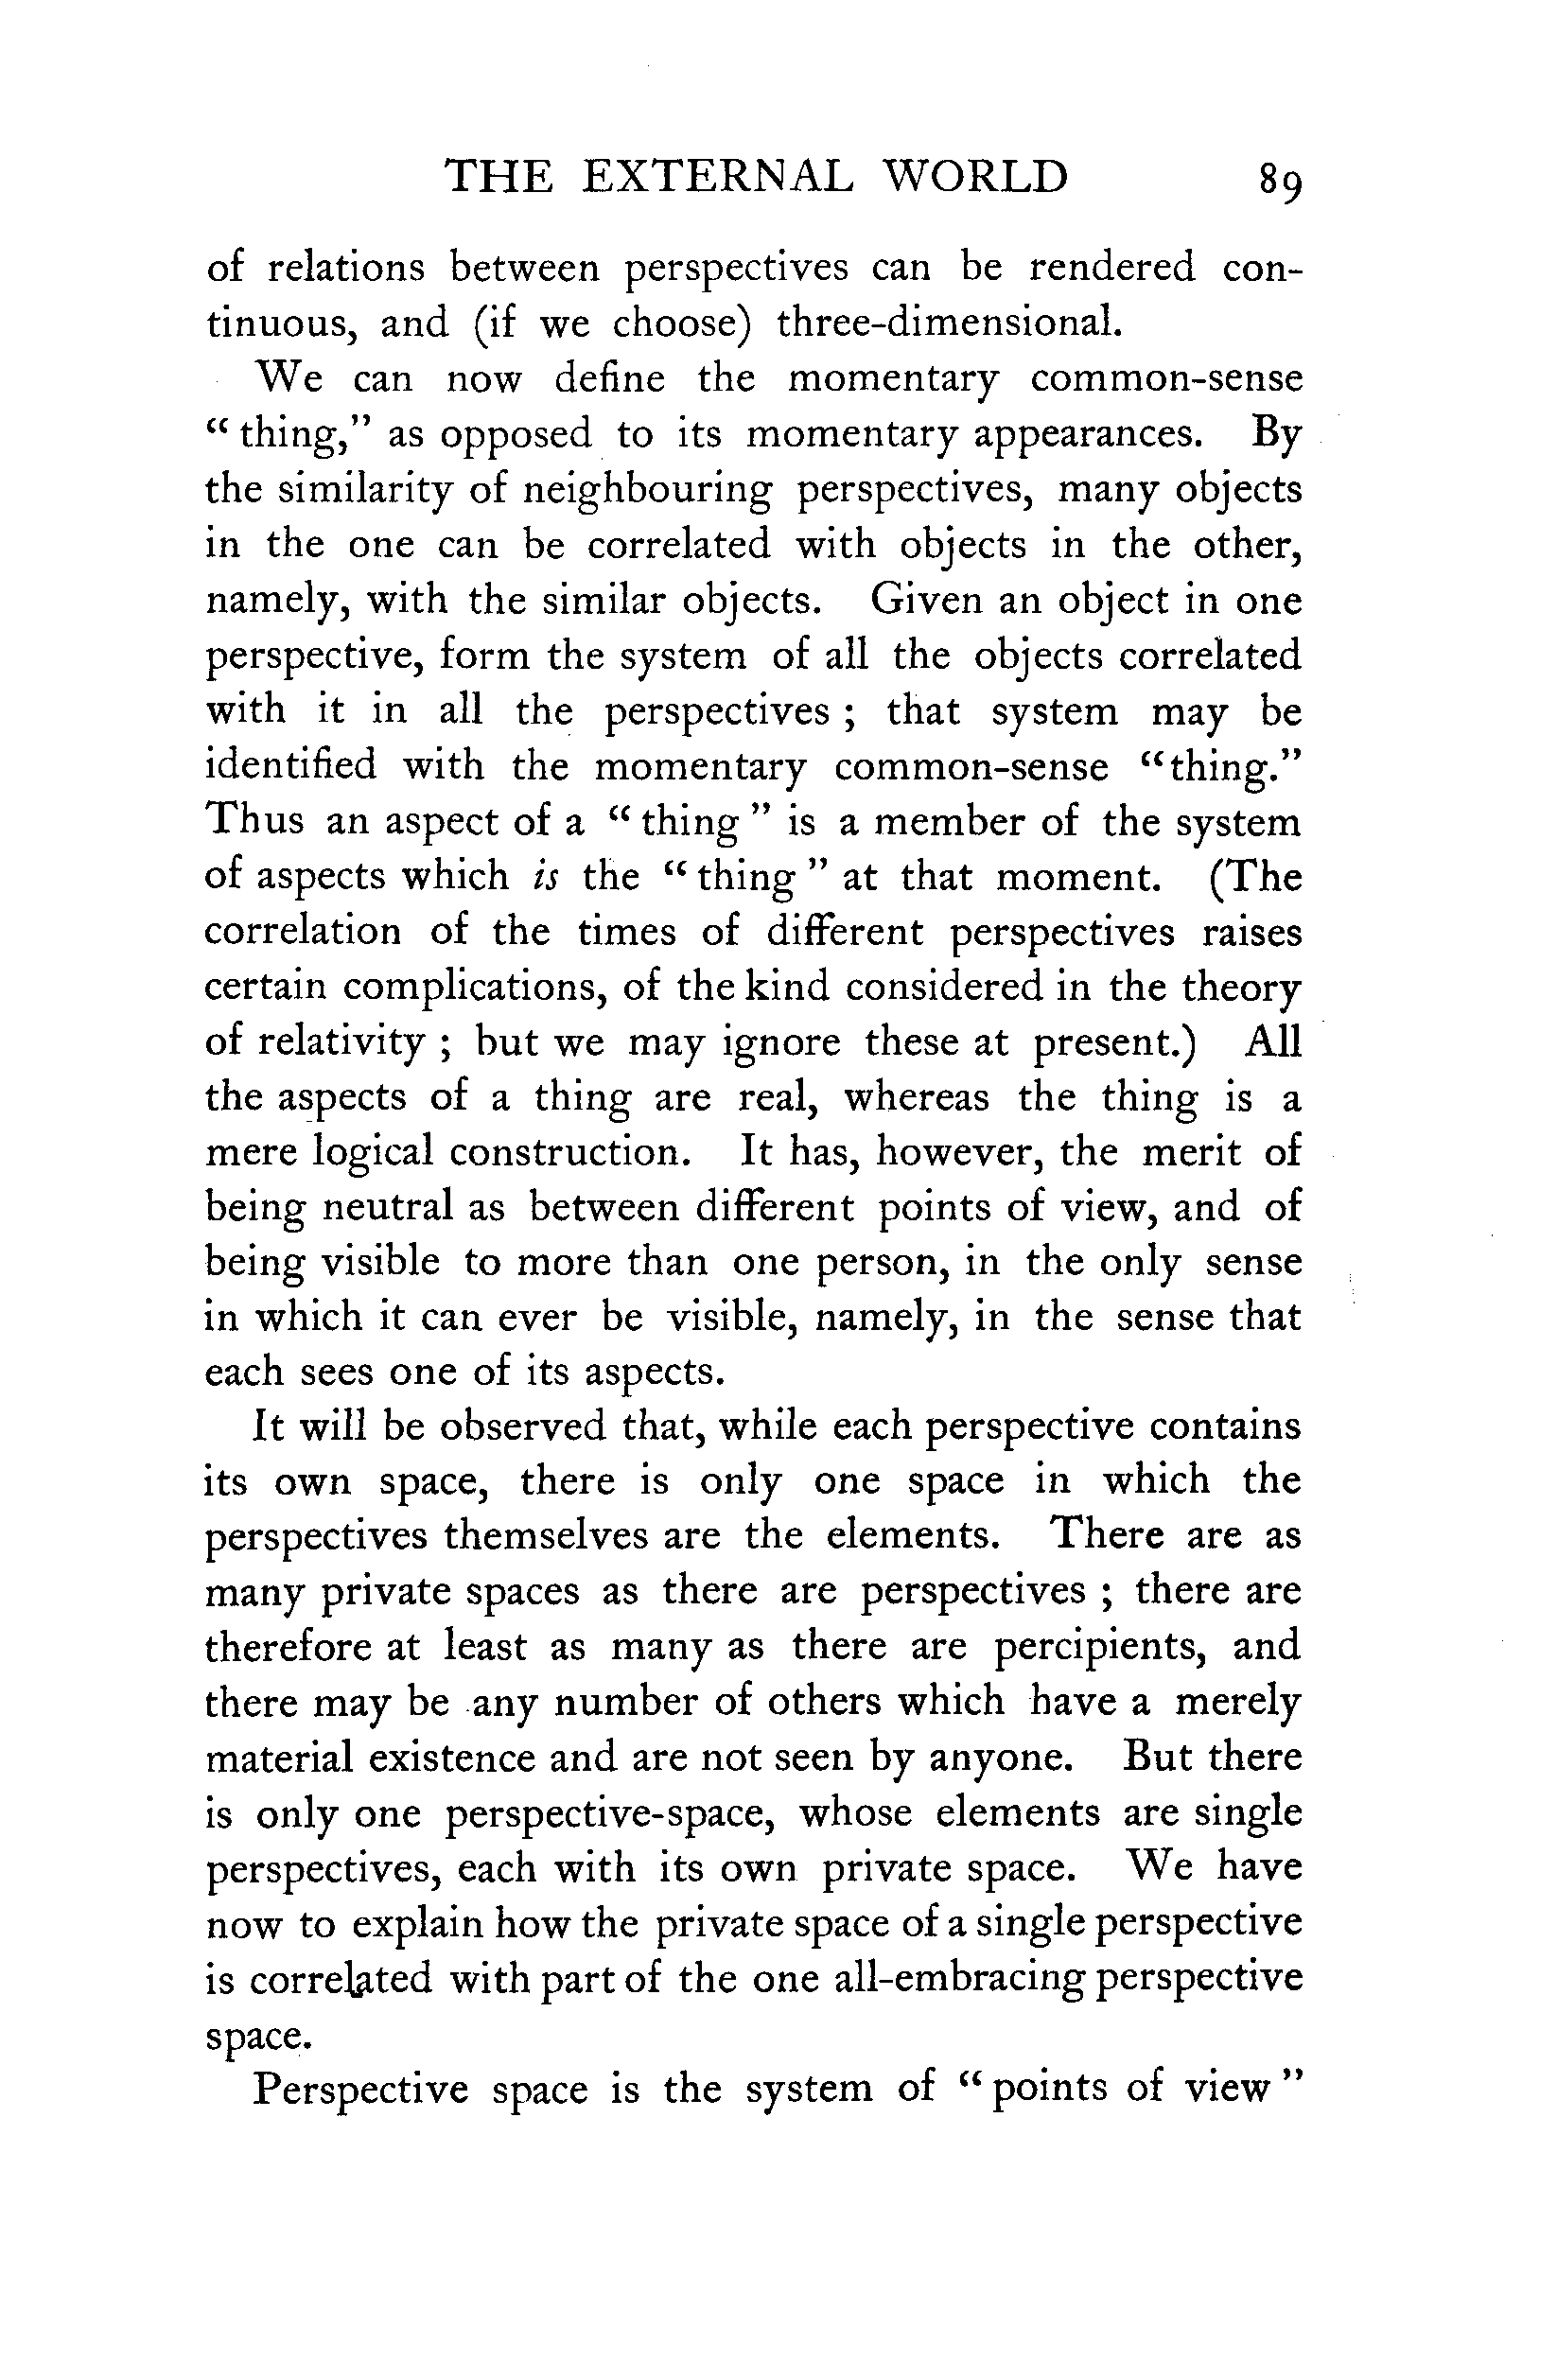 THE EXTERNAL WORLD 89
of relations between perspectives can be rendered con-
tinuous, and (if we choose) three-dimensional.
We can now define the momentary common-sense
“ thing,” as opposed to its momentary appearances. By
the similarity of neighbouring perspectives, many objects
in the one can be correlated with objects in the other,
namely, with the similar objects. Given an object in one
perspective, form the system of all the objects correlated
with it in all the perspectives ; that system may be
identified with the momentary common-sense “thing.”
Thus an aspect of a “ thing ” is a member of the system
of aspects which is the “ thing ” at that moment. (The
correlation of the times of different perspectives raises
certain complications, of the kind considered in the theory
of relativity ; but we may ignore these at present.) All
the aspects of a thing are real, whereas the thing is a
mere logical construction. It has, however, the merit of
being neutral as between different points of view, and of
being visible to more than one person, in the only sense
in which it can ever be visible, namely, in the sense that
each sees one of its aspects.
It will be observed that, while each perspective contains
its own space, there is only one space in which the
perspectives themselves are the elements. There are as
many private spaces as there are perspectives ; there are
therefore at least as many as there are percipients, and
there may be any number of others which have a merely
material existence and are not seen by anyone. But there
is only one perspective-space, whose elements are single
perspectives, each with its own private space. We have
now to explain how the private space of a single perspective
is correlated with part of the one all-embracing perspective
space.
Perspective space is the system of “ points of view ”